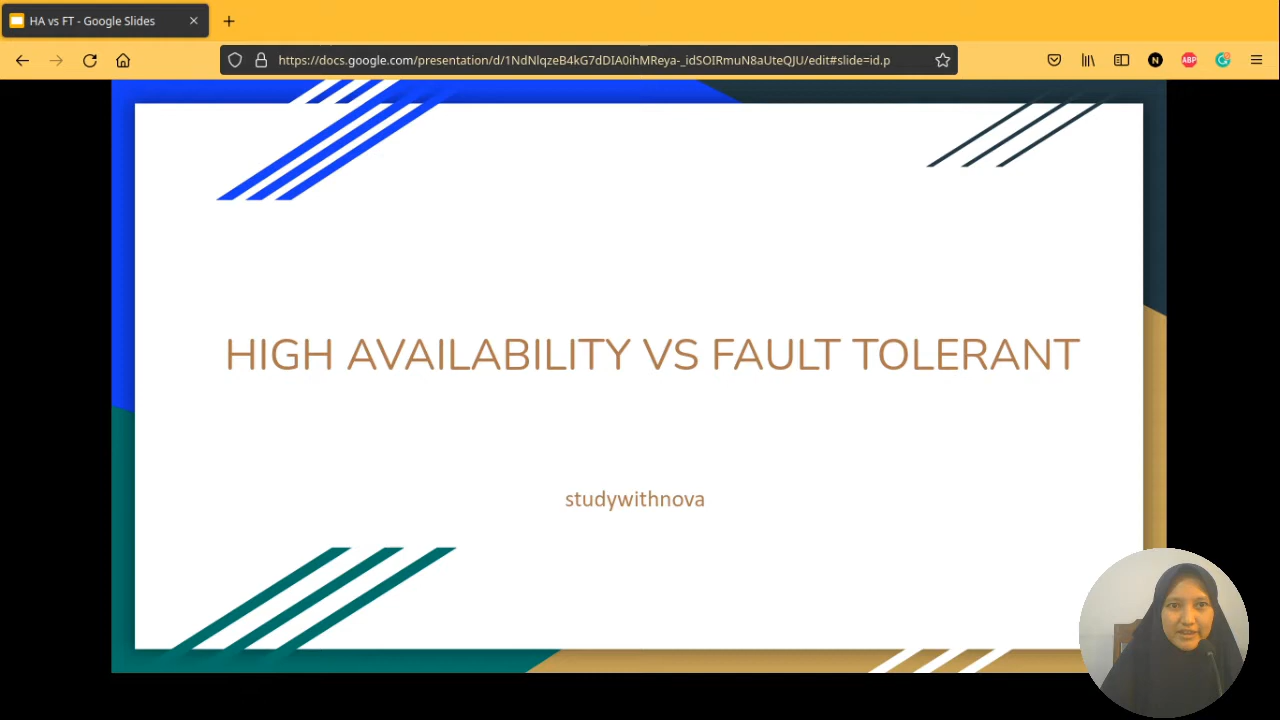 HA vs FT - Google Slides
https://docs.google.com/presentation/d/1NdNlqzeB4kG7dDIA0ihMReya-_idSOIRmuN8aUteQJU/edit#slide=id.p
N
ABP
HIGH AVAILABILITY VS FAULT TOLERANT
studywithnova